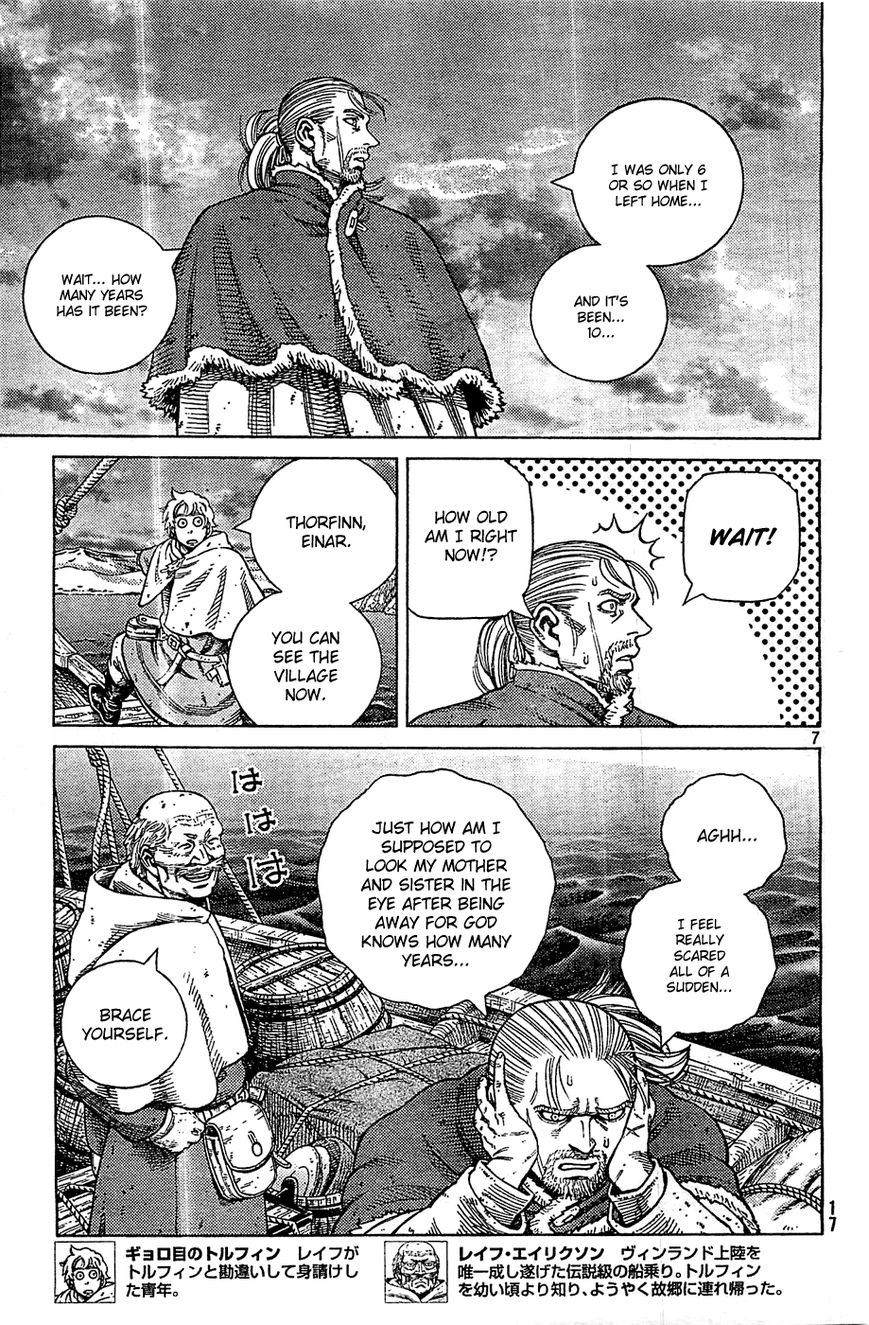 I WAS ONLY 6
OR SO WHEN I
LEFT HOME...
AND IT'S
BEEN...
10...
WAIT... HOW
MANY YEARS
HAS IT BEEN?
WAIT!
HOW OLD
AM I RIGHT
NOW!?
THORFINN,
EINAR.
YOU CAN
SEE THE
VILLAGE
NOW.
7
AGHH...
I FEEL
REALLY
SCARED
ALL OF A
SUDDEN...
JUST HOW AM I
SUPPOSED TO
LOOK MY MOTHER
AND SISTER IN THE
EYE AFTER BEING
AWAY FOR GOD
KNOWS HOW MANY
YEARS...
は
は
は
BRACE
YOURSELF.
17
ギョロ目のトルフィン レイフが
トルフィンと勘違いして身請けし
た青年。
レイフ・エイリクソン ヴィンランド上陸を
唯一成し遂げた伝説級の船乗り。トルフィン
を幼い頃より知り、ようやく故郷に連れ帰った。